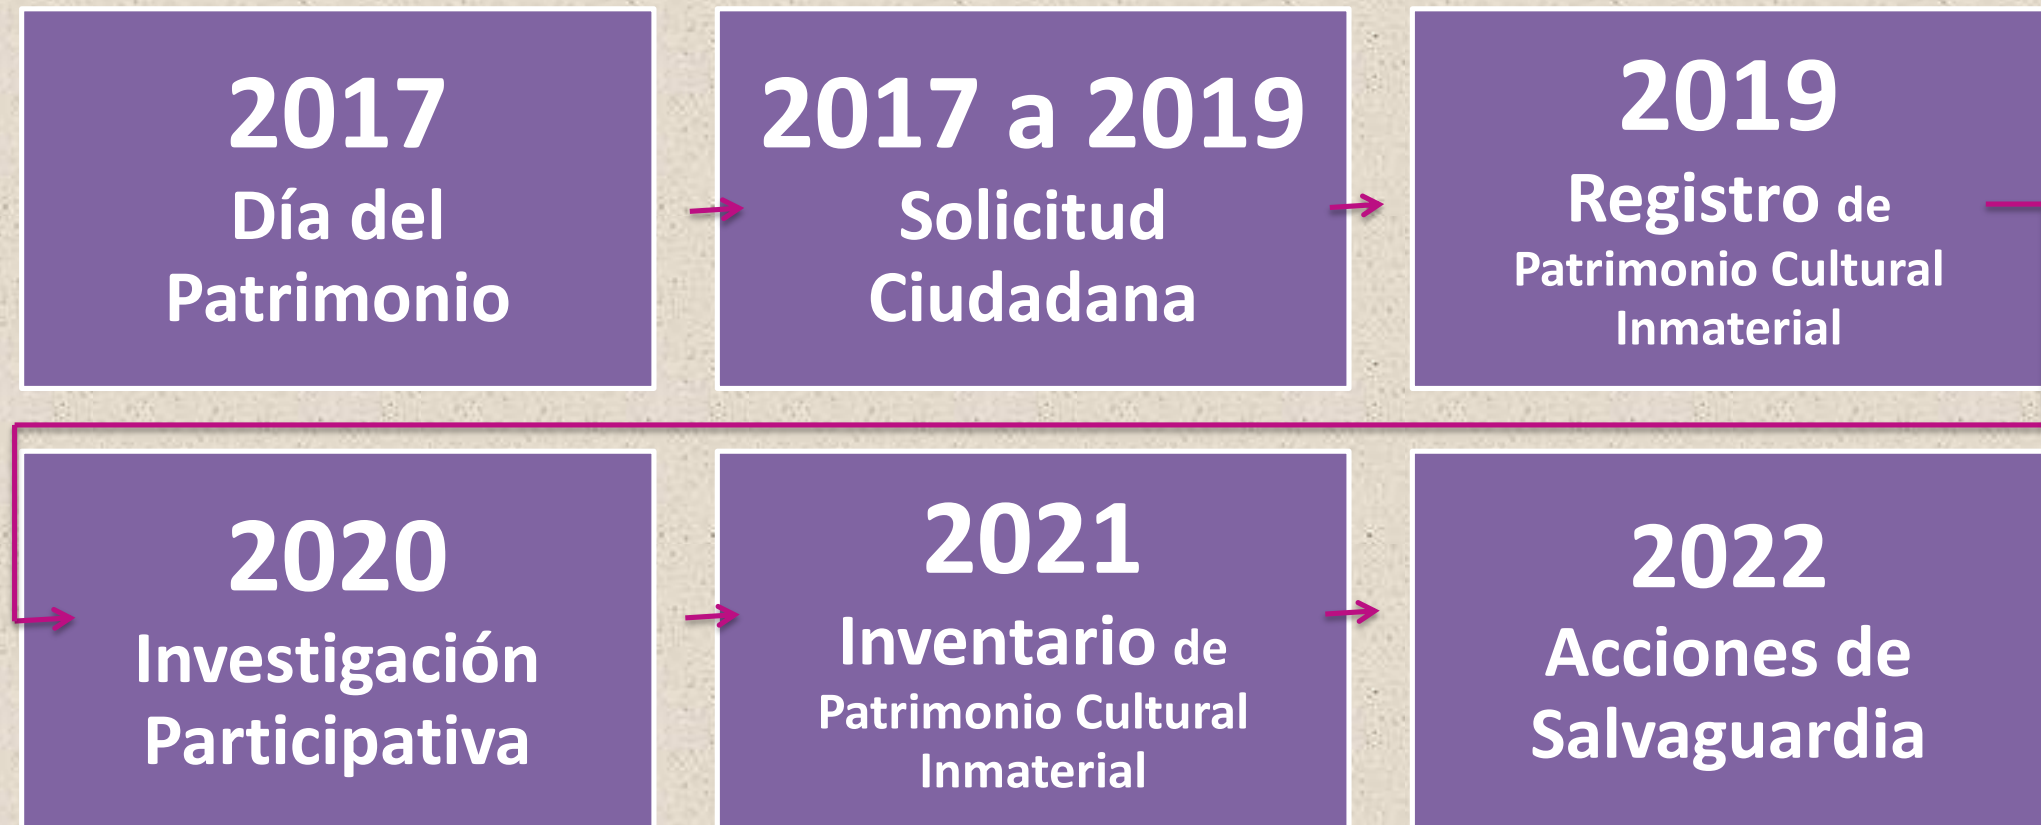 2017
Día del
Patrimonio
2017 a 2019
Solicitud
Ciudadana
2019
Registro de
Patrimonio Cultural
Inmaterial
2020
Investigación
Participativa
2021
Inventario de
Patrimonio Cultural
Inmaterial
2022
Acciones de
Salvaguardia